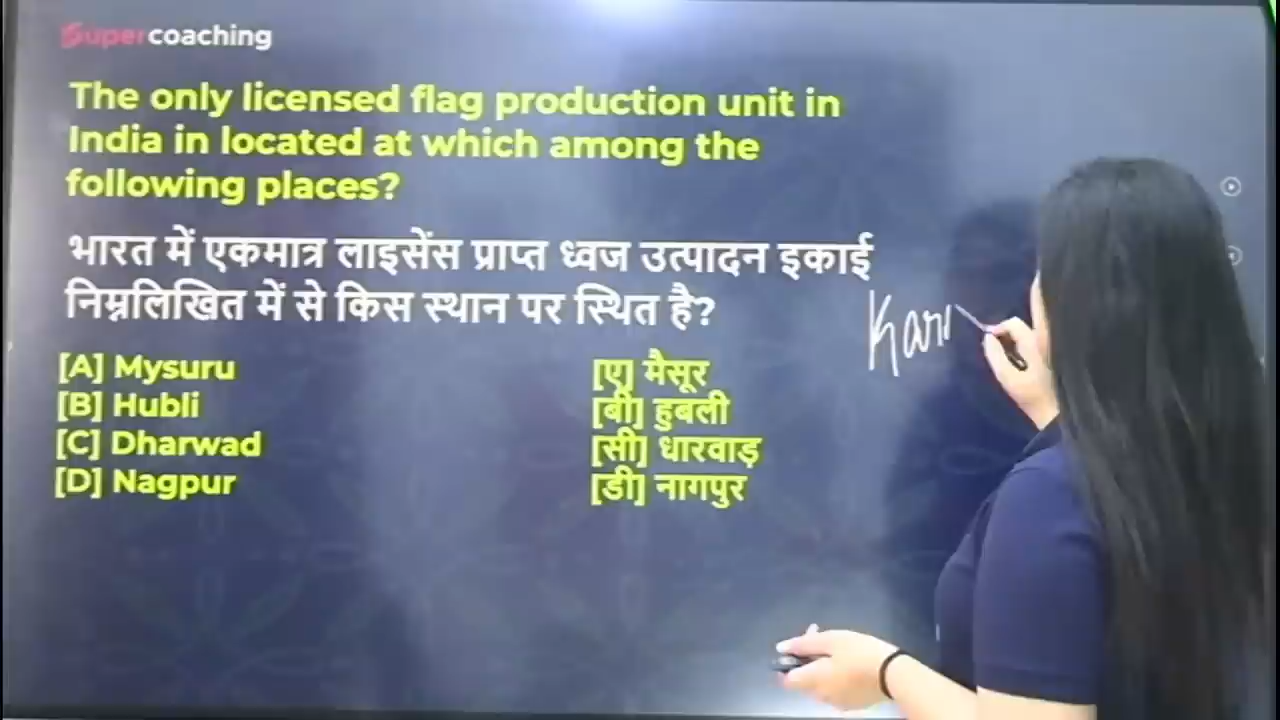 Supercoaching
The only licensed flag production unit in
India in located at which among the
following places?
भारत में एकमात्र लाइसेंस प्राप्त ध्वज उत्पादन इकाई
निम्नलिखित में से किस स्थान पर स्थित है?
Karn
[A] Mysuru
[B] Hubli
[C] Dharwad
[D] Nagpur
[ए] मैसूर
[बी] हुबली
[सी] धारवाड़
[डी] नागपुर